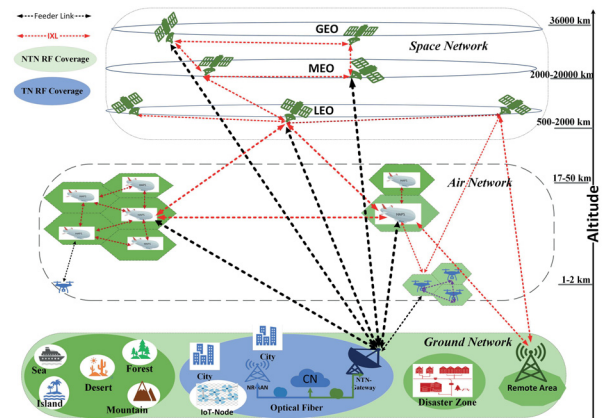 Feeder Link
IXL
NTN RF Coverage
TN RF Coverage
GEO
Space Network
MEO
LEO
36000 km
2000-20000 km
500-2000 km
Air Network
17-50 km
1-2 km
Altitude
Ground Network
Sea
Forest
Desert
Island
Mountain
City
City
NR-RAN
CN
NTN-
Gateway
IoT-Node
Optical Fiber
Disaster Zone
Remote Area